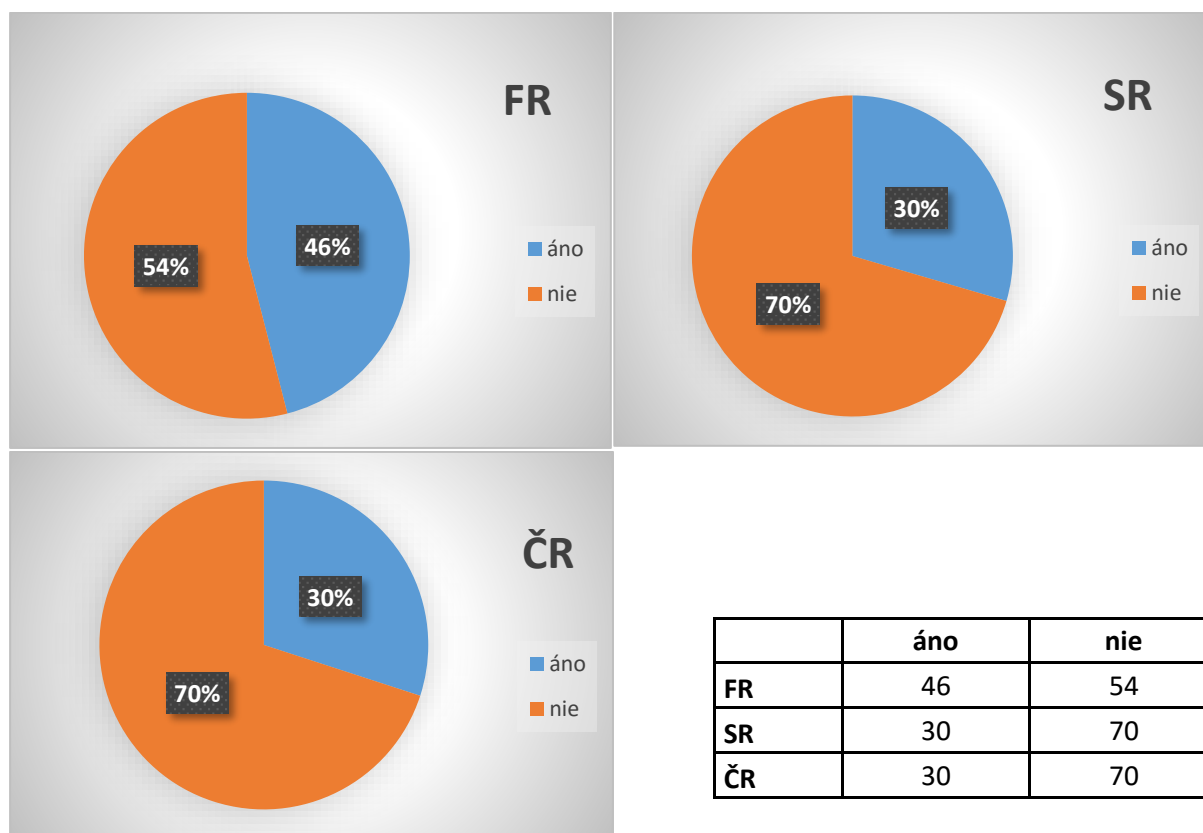 FR
46%
54%
áno
nie
SR
30%
70%
áno
nie
ČR
30%
70%
áno
nie
áno nie
FR 46 54
SR 30 70
ČR 30 70